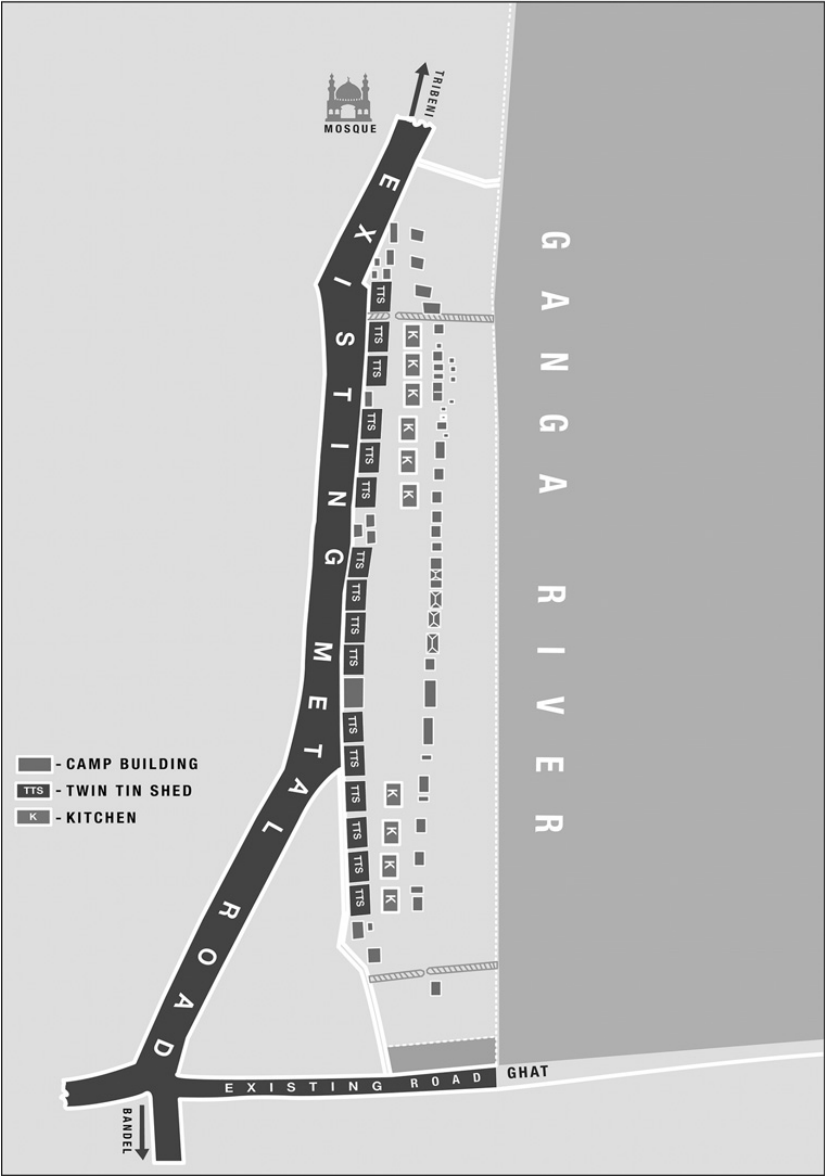 TRIBENI
MOSQUE
EXISTING METAL ROAD
GANGA RIVER
TTS
TTS K
K
TTS
K
TTS
K
TTS
K
TTS
K
TTS
TTS
TTS
TTS
TTS
TTS
- CAMP BUILDING
TTS - TWIN TIN SHED
K - KITCHEN
TTS K
TTS K
TTS K
TTS K
EXISTING ROAD
GHAT
BANDEL